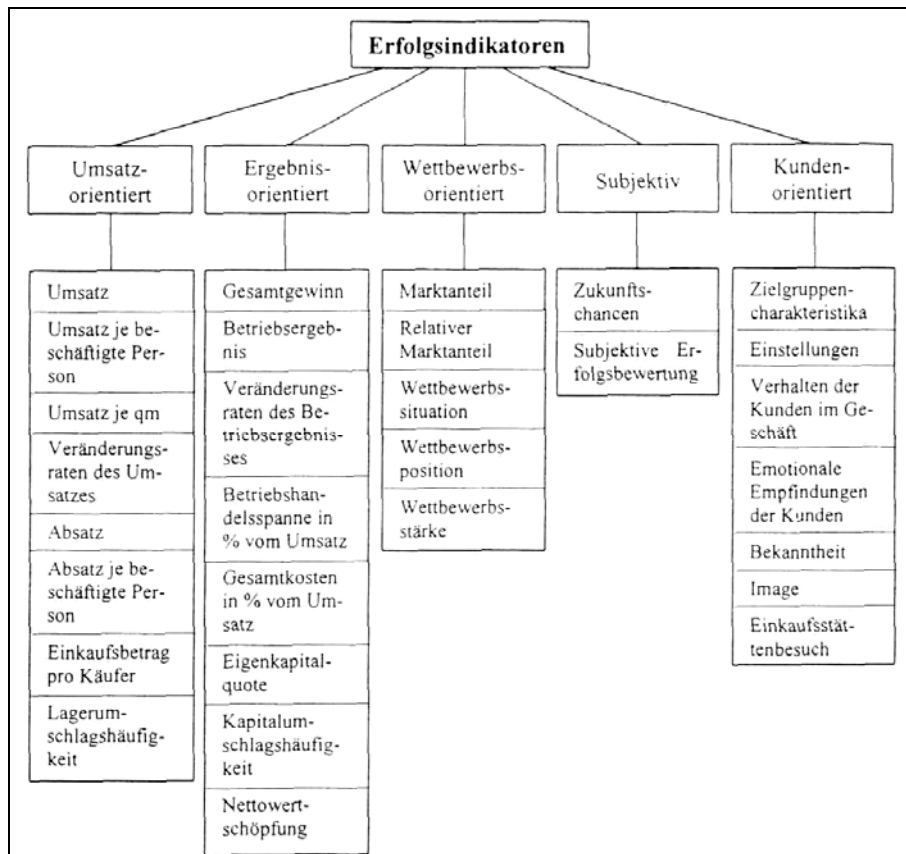 Erfolgsindikatoren
Umsatz-
orientiert
Ergebnis-
orientiert
Wettbewerbs-
orientiert
Subjektiv
Kunden-
orientiert
Umsatz
Umsatz je be-
schäftigte Per-
son
Umsatz je qm
Veränderungs-
raten des Um-
satzes
Absatz
Absatz je be-
schäftigte Per-
son
Einkaufsbetrag
pro Käufer
Lagerum-
schlagshäufig-
keit
Gesamtgewinn
Betriebsergeb-
nis
Veränderungs-
raten des Be-
triebsergebnis-
ses
Betriebshan-
delsspanne in
% vom Umsatz
Gesamtkosten
in % vom Um-
satz
Eigenkapital-
quote
Kapitalum-
schlagshäufig-
keit
Nettowert-
schöpfung
Marktanteil
Relativer
Marktanteil
Wettbewerbs-
situation
Wettbewerbs-
position
Wettbewerbs-
stärke
Zukunfts-
chancen
Subjektive Er-
folgsbewertung
Zielgruppen-
charakteristika
Einstellungen
Verhalten der
Kunden im Ge-
schäft
Emotionale
Empfindungen
der Kunden
Bekanntheit
Image
Einkaufsstät-
tenbesuch